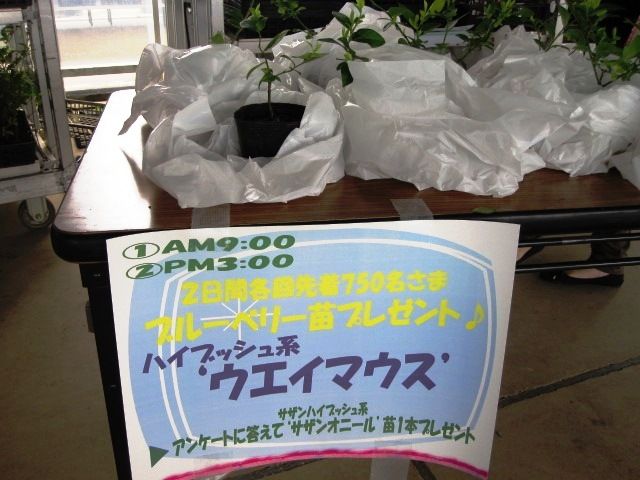 ①AM9:00
②PM3:00
2日間各回先着750名さま
ブルーベリー苗プレゼント♪
ハイブッシュ系
'ウエイマウス'
サザンハイブッシュ系
アンケートに答えて'サザンオニール'苗1本プレゼント